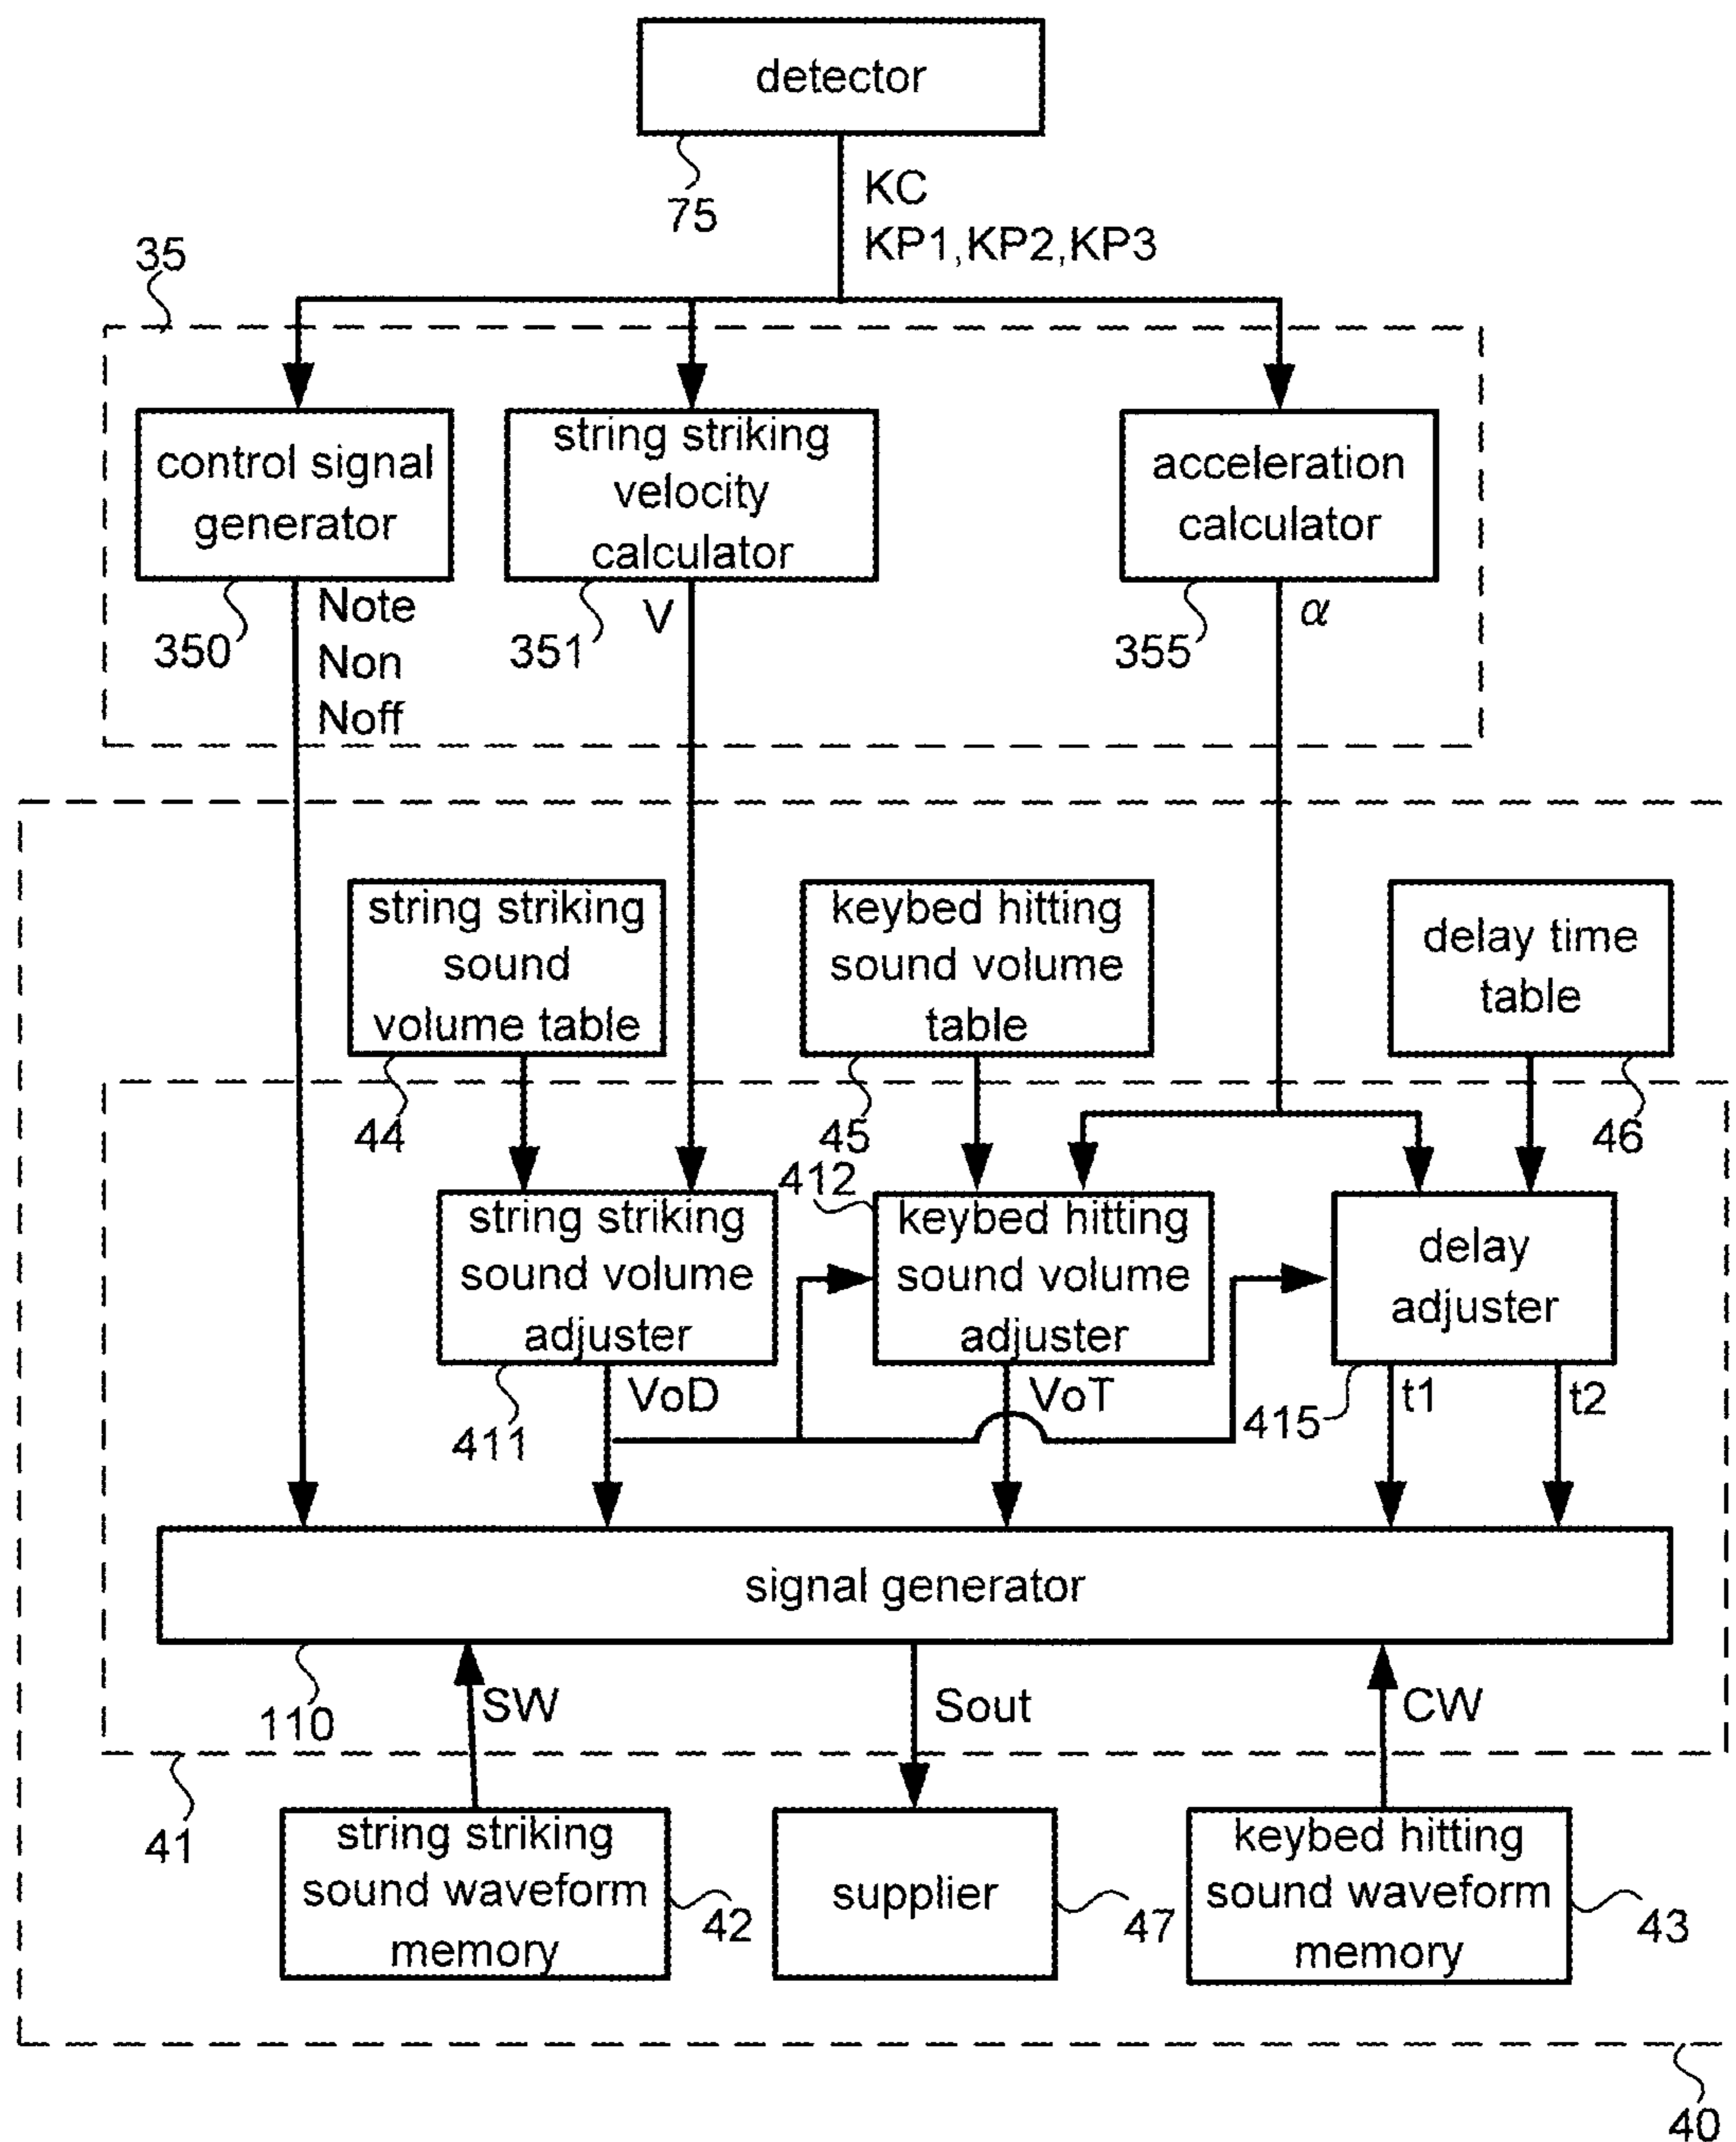 detector
75
KC
KP1,KP2,KP3
35
control signal
generator
350
Note
Non
Noff
string striking
velocity
calculator
351
V
acceleration
calculator
355
α
string striking
sound
volume table
44
keybed hitting
sound volume
table
45
delay time
table
46
string striking
sound volume
adjuster
411
VoD
412
keybed hitting
sound volume
adjuster
VoT
delay
adjuster
415
t1
t2
signal generator
110
SW
Sout
CW
41
string striking
sound waveform
memory
42
supplier
47
keybed hitting
sound waveform
memory
43
40